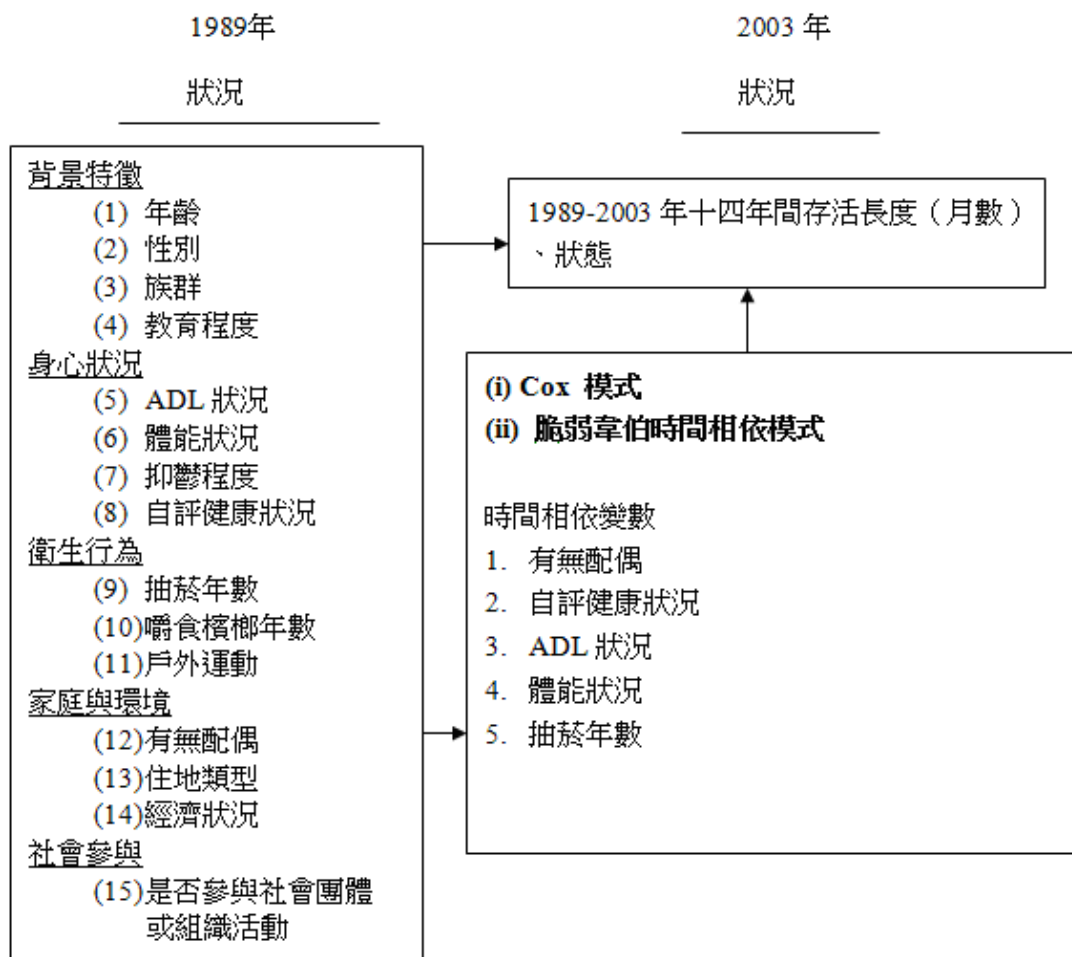 1989年
狀況
2003 年
狀況
背景特徵
(1) 年齡
(2) 性別
(3) 族群
(4) 教育程度
身心狀況
(5) ADL 狀況
(6) 體能狀況
(7) 抑鬱程度
(8) 自評健康狀況
衛生行為
(9) 抽菸年數
(10)嚼食檳榔年數
(11)戶外運動
家庭與環境
(12)有無配偶
(13)住地類型
(14)經濟狀況
社會參與
(15)是否參與社會團體
或組織活動
1989-2003 年十四年間存活長度（月數）
、狀態
(i) Cox 模式
(ii) 脆弱韋伯時間相依模式
時間相依變數
1. 有無配偶
2. 自評健康狀況
3. ADL 狀況
4. 體能狀況
5. 抽菸年數